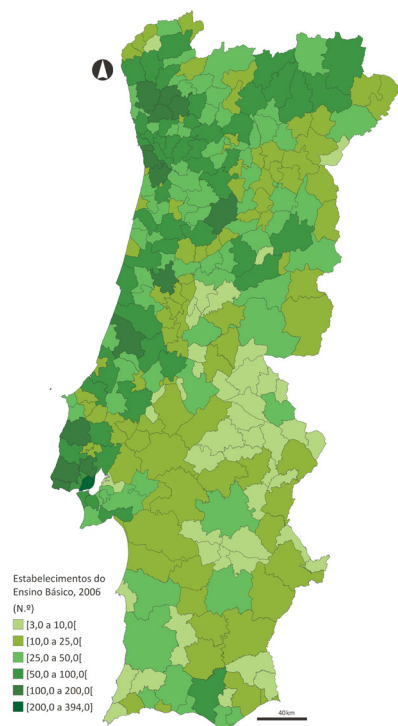 Estabelecimentos do
Ensino Básico, 2006
(N.º)
[3,0 a 10,0[
[10,0 a 25,0[
[25,0 a 50,0[
[50,0 a 100,0[
[100,0 a 200,0[
[200,0 a 394,0]
40km